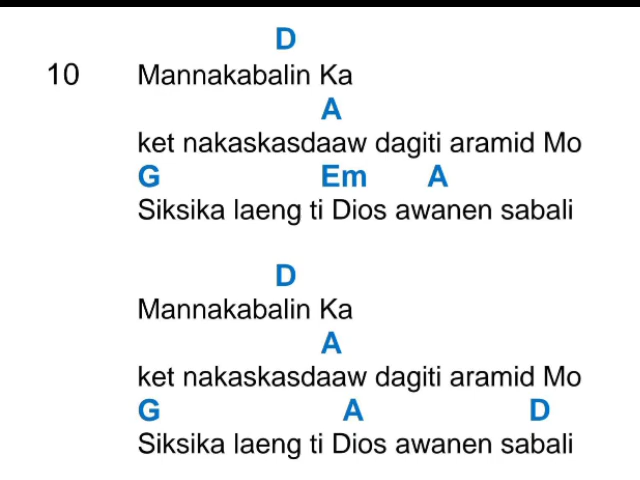 D
10 Mannakabalin Ka
A
ket nakaskasdaaw dagiti aramid Mo
G Em A
Siksika laeng ti Dios awanen sabali
D
Mannakabalin Ka
A
ket nakaskasdaaw dagiti aramid Mo
G A D
Siksika laeng ti Dios awanen sabali